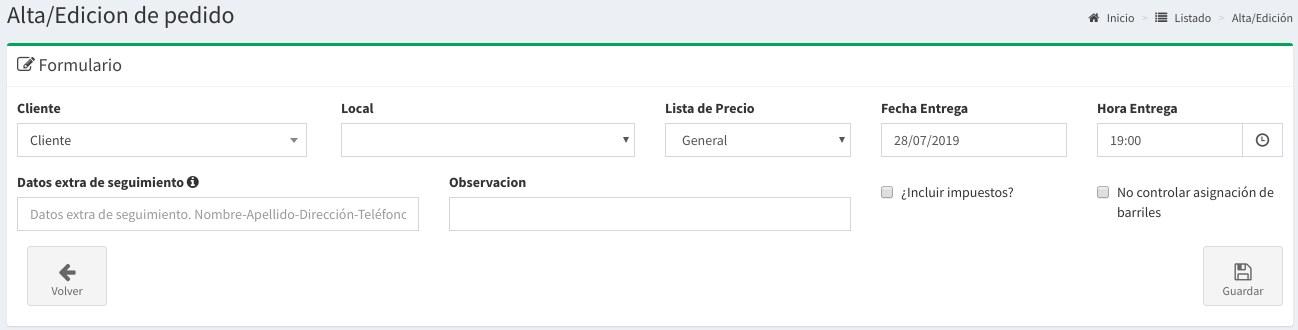 Alta/Edicion de pedido
Inicio > Listado > Alta/Edición
Formulario
Cliente
Local
Lista de Precio
Fecha Entrega
Hora Entrega
Cliente
General
28/07/2019
19:00
Datos extra de seguimiento
Observacion
¿Incluir impuestos?
No controlar asignación de
barriles
Datos extra de seguimiento. Nombre-Apellido-Dirección-Teléfono
Volver
Guardar